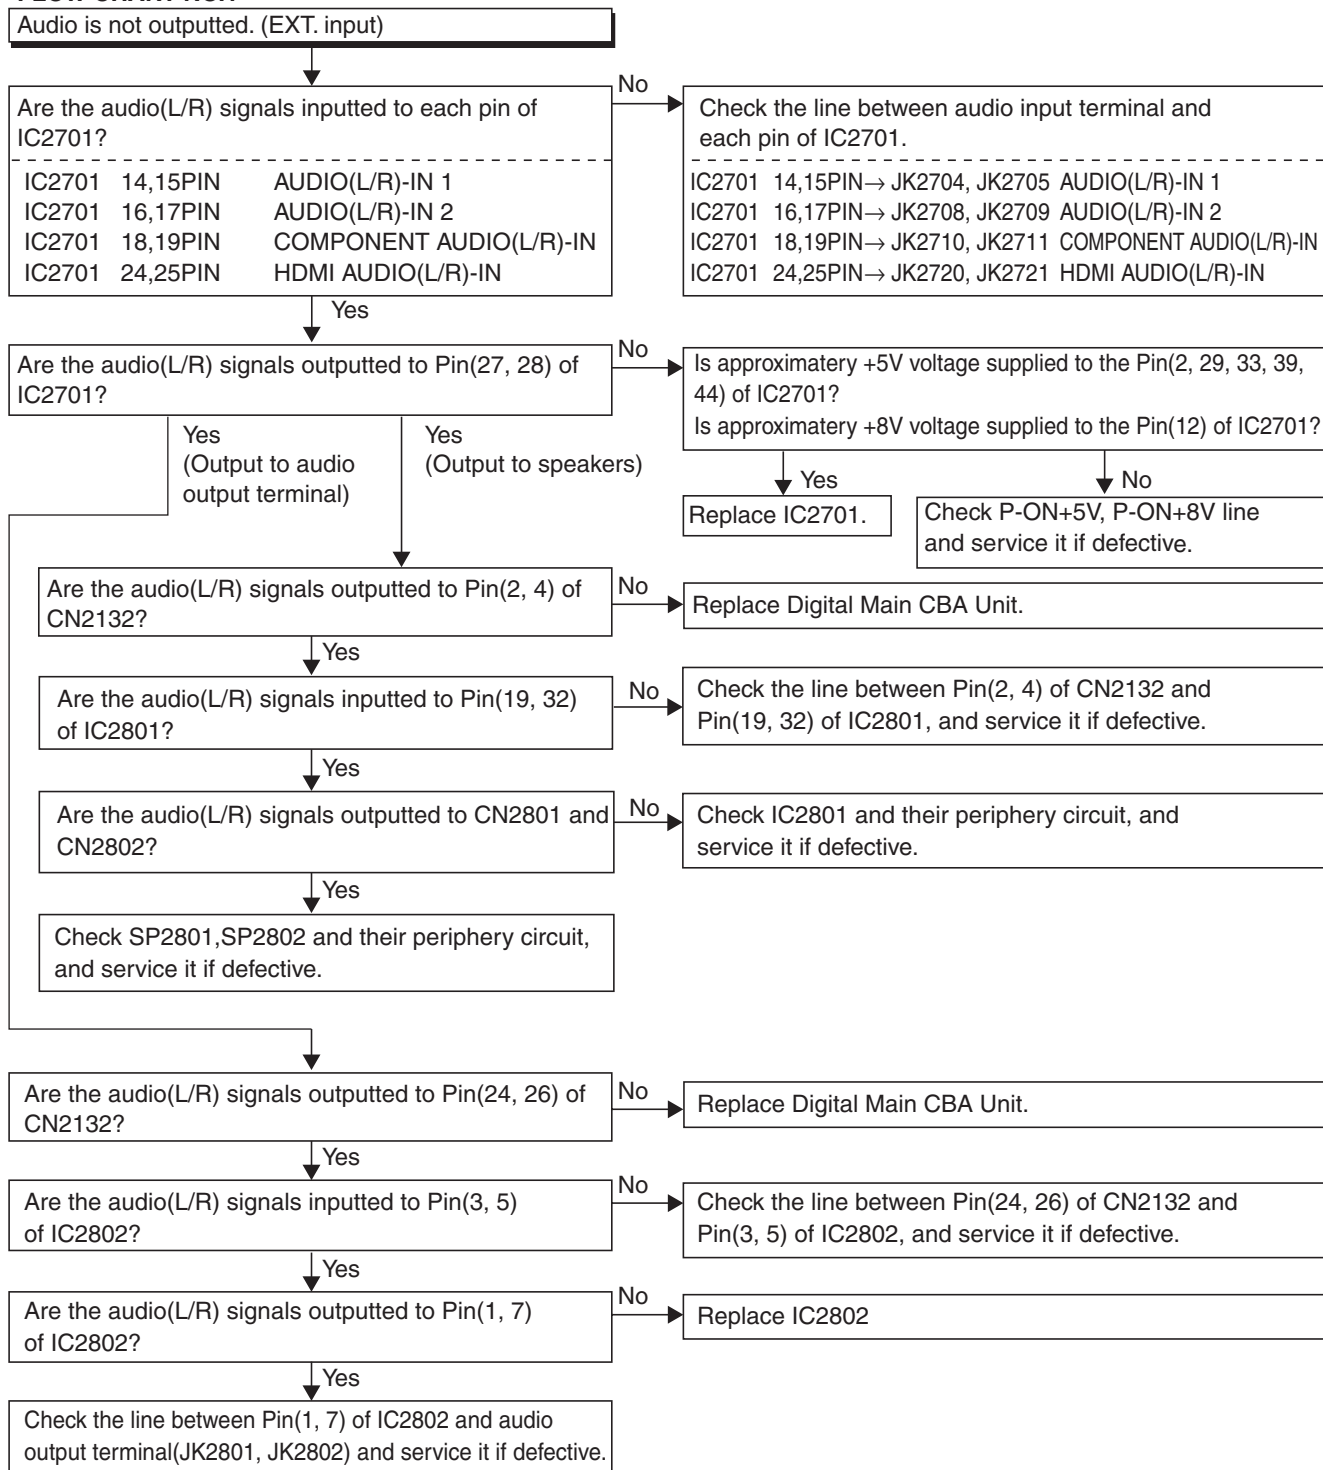 Audio is not outputted. (EXT. input)
Are the audio(L/R) signals inputted to each pin of
IC2701?
IC2701 14,15PIN AUDIO(L/R)-IN 1
IC2701 16,17PIN AUDIO(L/R)-IN 2
IC2701 18,19PIN COMPONENT AUDIO(L/R)-IN
IC2701 24,25PIN HDMI AUDIO(L/R)-IN
No
Check the line between audio input terminal and
each pin of IC2701.
IC2701 14,15PIN→ JK2704, JK2705 AUDIO(L/R)-IN 1
IC2701 16,17PIN→ JK2708, JK2709 AUDIO(L/R)-IN 2
IC2701 18,19PIN→ JK2710, JK2711 COMPONENT AUDIO(L/R)-IN
IC2701 24,25PIN→ JK2720, JK2721 HDMI AUDIO(L/R)-IN
Yes
Are the audio(L/R) signals outputted to Pin(27, 28) of
IC2701?
No
Is approximatery +5V voltage supplied to the Pin(2, 29, 33, 39,
44) of IC2701?
Is approximatery +8V voltage supplied to the Pin(12) of IC2701?
Yes
(Output to audio
output terminal)
Yes
(Output to speakers)
Yes
No
Replace IC2701.
Check P-ON+5V, P-ON+8V line
and service it if defective.
Are the audio(L/R) signals outputted to Pin(2, 4) of
CN2132?
No
Replace Digital Main CBA Unit.
Yes
Are the audio(L/R) signals inputted to Pin(19, 32)
of IC2801?
No
Check the line between Pin(2, 4) of CN2132 and
Pin(19, 32) of IC2801, and service it if defective.
Yes
Are the audio(L/R) signals outputted to CN2801 and
CN2802?
No
Check IC2801 and their periphery circuit, and
service it if defective.
Yes
Check SP2801,SP2802 and their periphery circuit,
and service it if defective.
Are the audio(L/R) signals outputted to Pin(24, 26) of
CN2132?
No
Replace Digital Main CBA Unit.
Yes
Are the audio(L/R) signals inputted to Pin(3, 5)
of IC2802?
No
Check the line between Pin(24, 26) of CN2132 and
Pin(3, 5) of IC2802, and service it if defective.
Yes
Are the audio(L/R) signals outputted to Pin(1, 7)
of IC2802?
No
Replace IC2802
Yes
Check the line between Pin(1, 7) of IC2802 and audio
output terminal(JK2801, JK2802) and service it if defective.